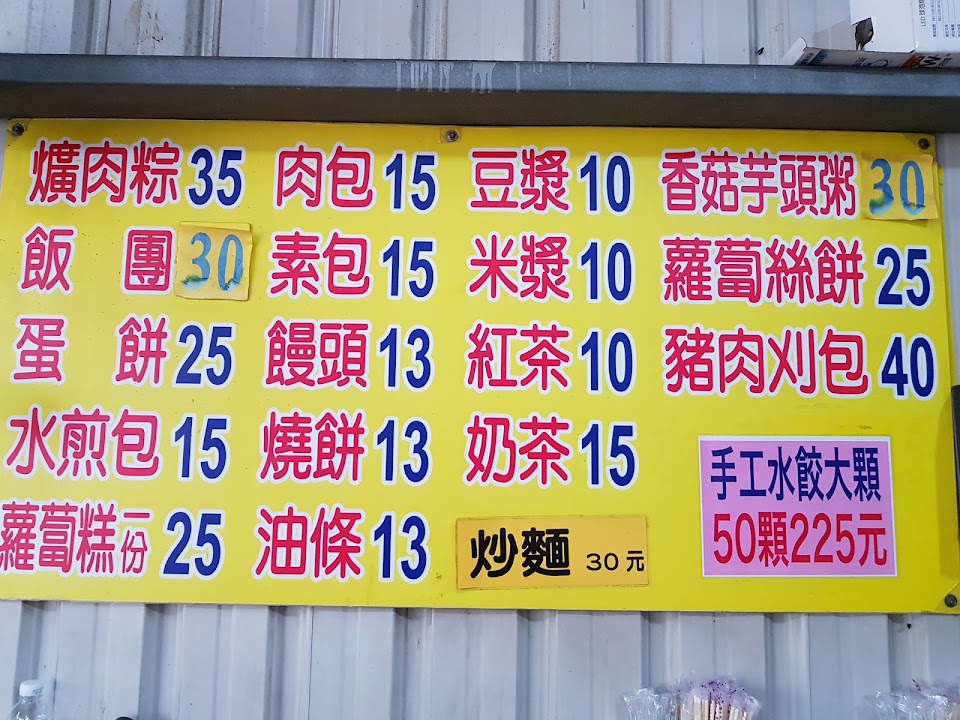 爌肉粽 35
飯團 30
蛋餅 25
水煎包 15
蘿蔔糕一份 25
肉包 15
素包 15
饅頭 13
燒餅 13
油條 13
豆漿 10
米漿 10
紅茶 10
奶茶 15
炒麵 30元
香菇芋頭粥 30
蘿蔔絲餅 25
豬肉刈包 40
手工水餃大顆
50顆225元